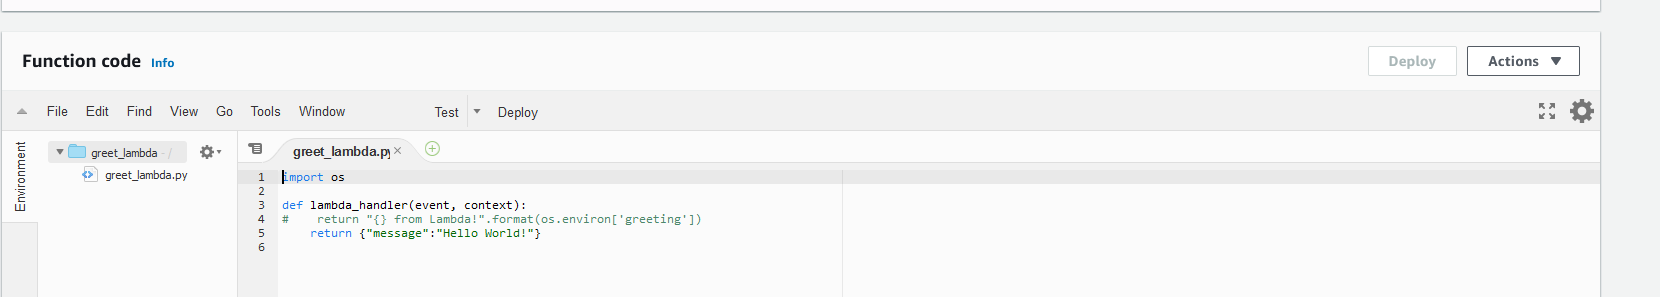 Function code Info Deploy Actions
File Edit Find View Go Tools Window Test Deploy
Environment
greet_lambda - /
greet_lambda.py
greet_lambda.py
1 import os
2
3 def lambda_handler(event, context):
4 #    return "{} from Lambda!".format(os.environ['greeting'])
5     return {"message":"Hello World!"}
6